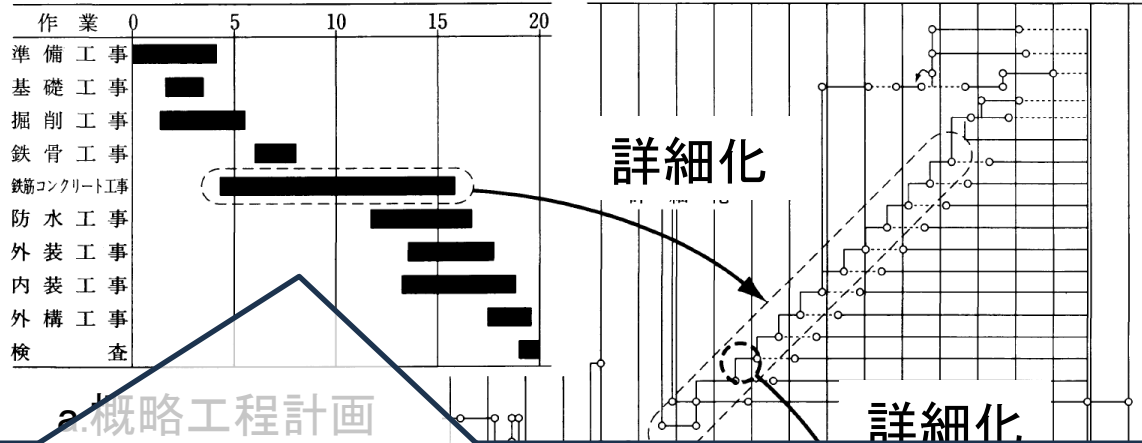 作業 0 5 10 15 20
準備工事
基礎工事
掘削工事
鉄骨工事
鉄筋コンクリート工事
防水工事
外装工事
内装工事
外構工事
検査
a.概略工程計画
詳細化
詳細化